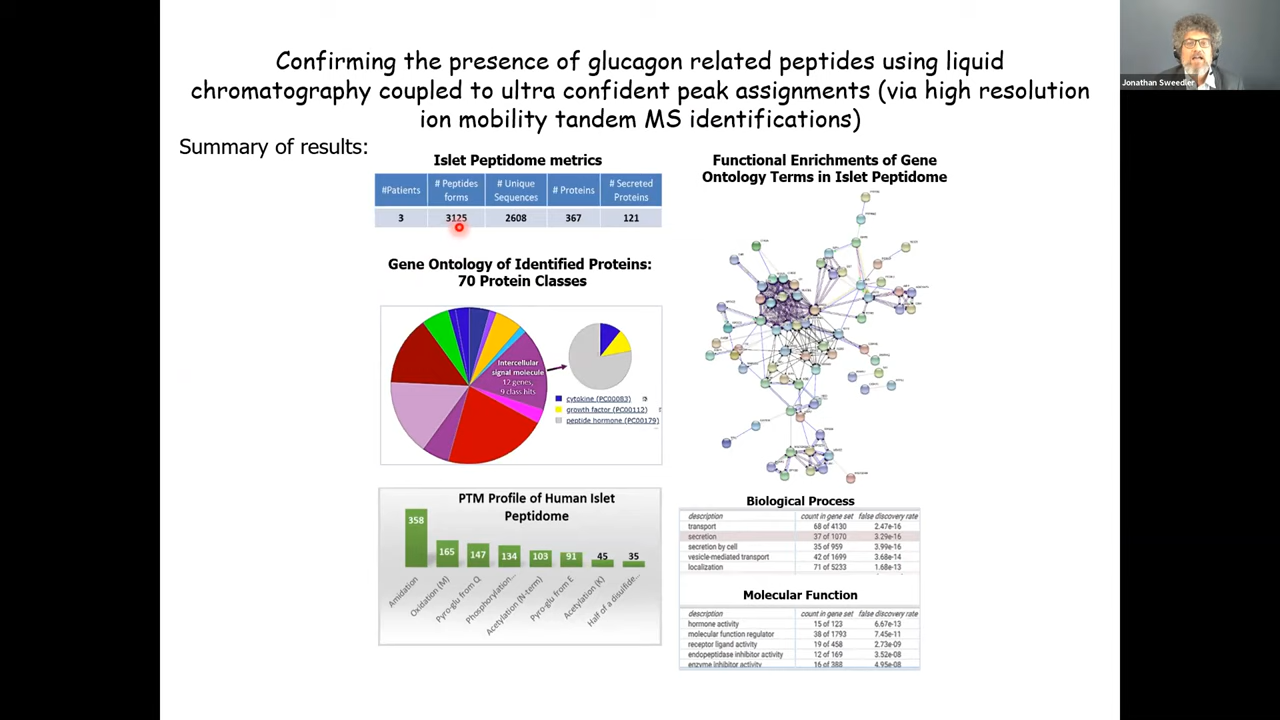 Confirming the presence of glucagon related peptides using liquid
chromatography coupled to ultra confident peak assignments (via high resolution
ion mobility tandem MS identifications)
Jonathan Sweedler
Summary of results:
Islet Peptidome metrics
#Patients # Peptides forms # Unique Sequences # Proteins # Secreted Proteins
3 3125 2608 367 121
Gene Ontology of Identified Proteins:
70 Protein Classes
Intercellular
signal molecule
12 genes,
9 class hits
cytokine (PC00083)
growth factor (PC00112)
peptide hormone (PC00179)
PTM Profile of Human Islet
Peptidome
358 165 147 134 103 91 45 35
Amidation
Oxidation (M)
Pyro-glu from Q
Phosphorylation...
Acetylation (N-term)
Pyro-glu from E
Acetylation (K)
Half of a disulfide...
Functional Enrichments of Gene
Ontology Terms in Islet Peptidome
Biological Process
description count in gene set false discovery rate
transport 68 of 4130 2.47e-16
secretion 37 of 1070 3.29e-16
secretion by cell 35 of 959 3.99e-16
vesicle-mediated transport 42 of 1699 3.68e-14
localization 71 of 5233 1.68e-13
Molecular Function
description count in gene set false discovery rate
hormone activity 15 of 123 6.67e-13
molecular function regulator 38 of 1793 7.45e-11
receptor ligand activity 19 of 458 2.73e-09
endopeptidase inhibitor activity 12 of 169 3.52e-08
enzyme inhibitor activity 16 of 388 4.95e-08